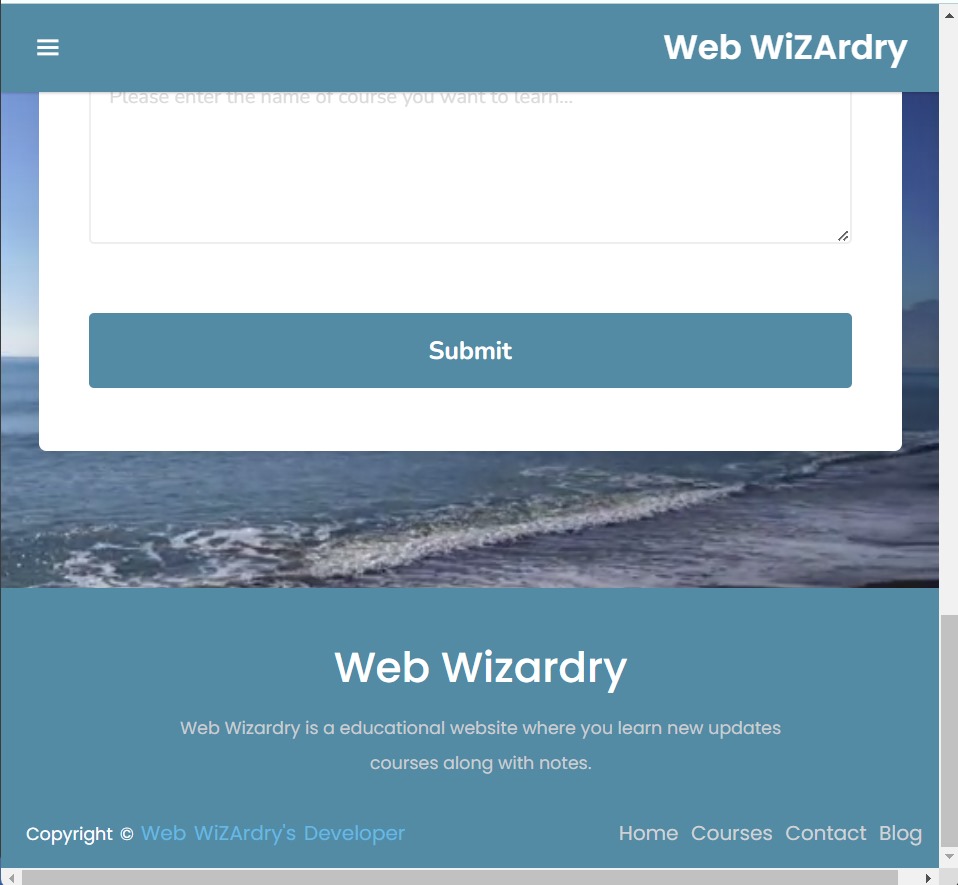 Web WiZArdry
Please enter the name of course you want to learn...
Submit
Web Wizardry
Web Wizardry is a educational website where you learn new updates
courses along with notes.
Copyright © Web WiZArdry's Developer
Home Courses Contact Blog